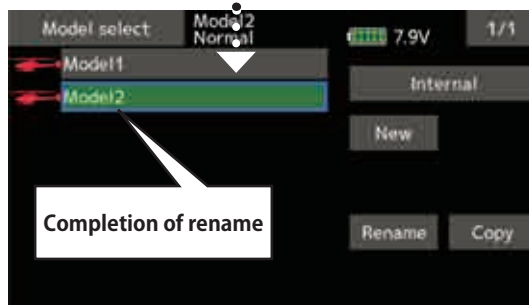 Model select
Model2
Normal
7.9V
1/1
Model1
Internal
Model2
New
Completion of rename
Rename
Copy